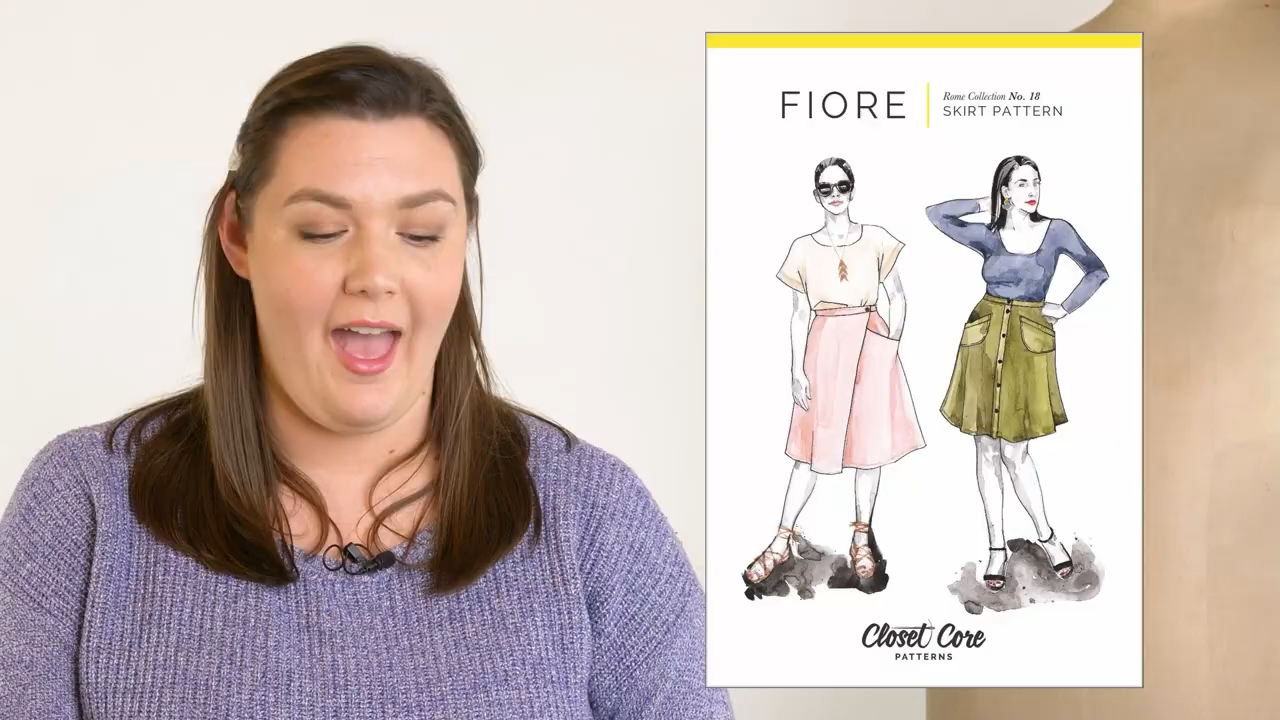 FIORE
Rome Collection No. 18
SKIRT PATTERN
Closet Core
PATTERNS